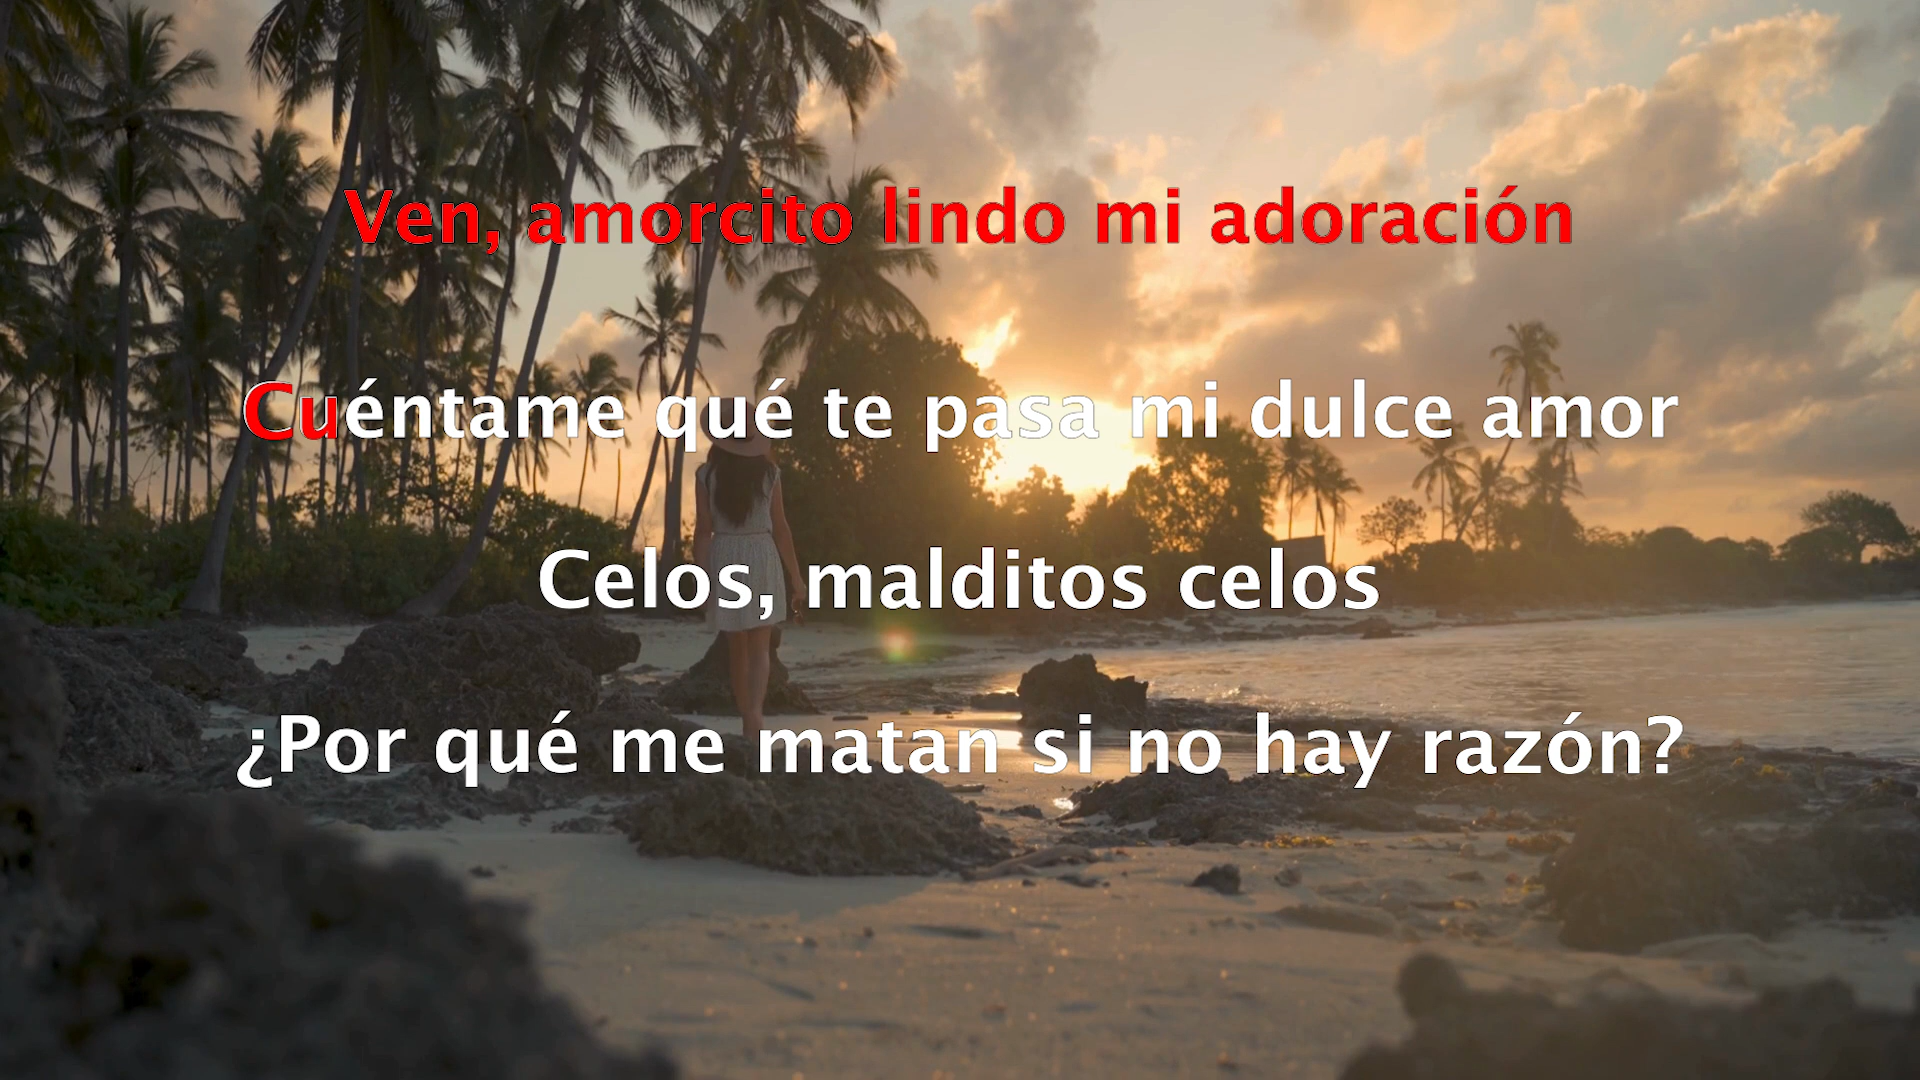 Ven, amorcito lindo mi adoración
Cuéntame qué te pasa mi dulce amor
Celos, malditos celos
¿Por qué me matan si no hay razón?